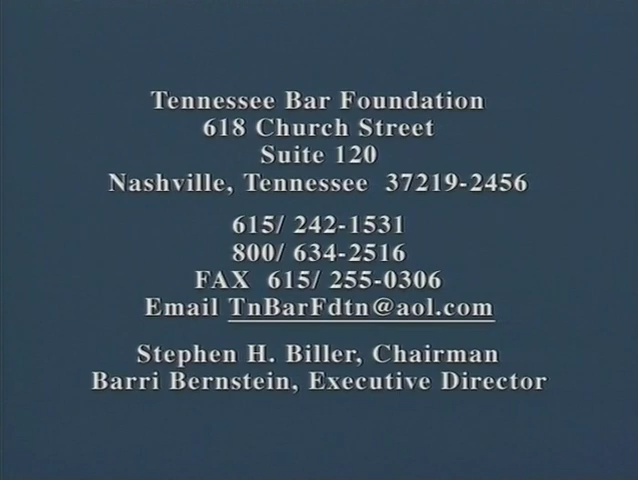 Tennessee Bar Foundation
618 Church Street
Suite 120
Nashville, Tennessee 37219-2456
615/ 242-1531
800/ 634-2516
FAX 615/ 255-0306
Email TnBarFdtn@aol.com
Stephen H. Biller, Chairman
Barri Bernstein, Executive Director